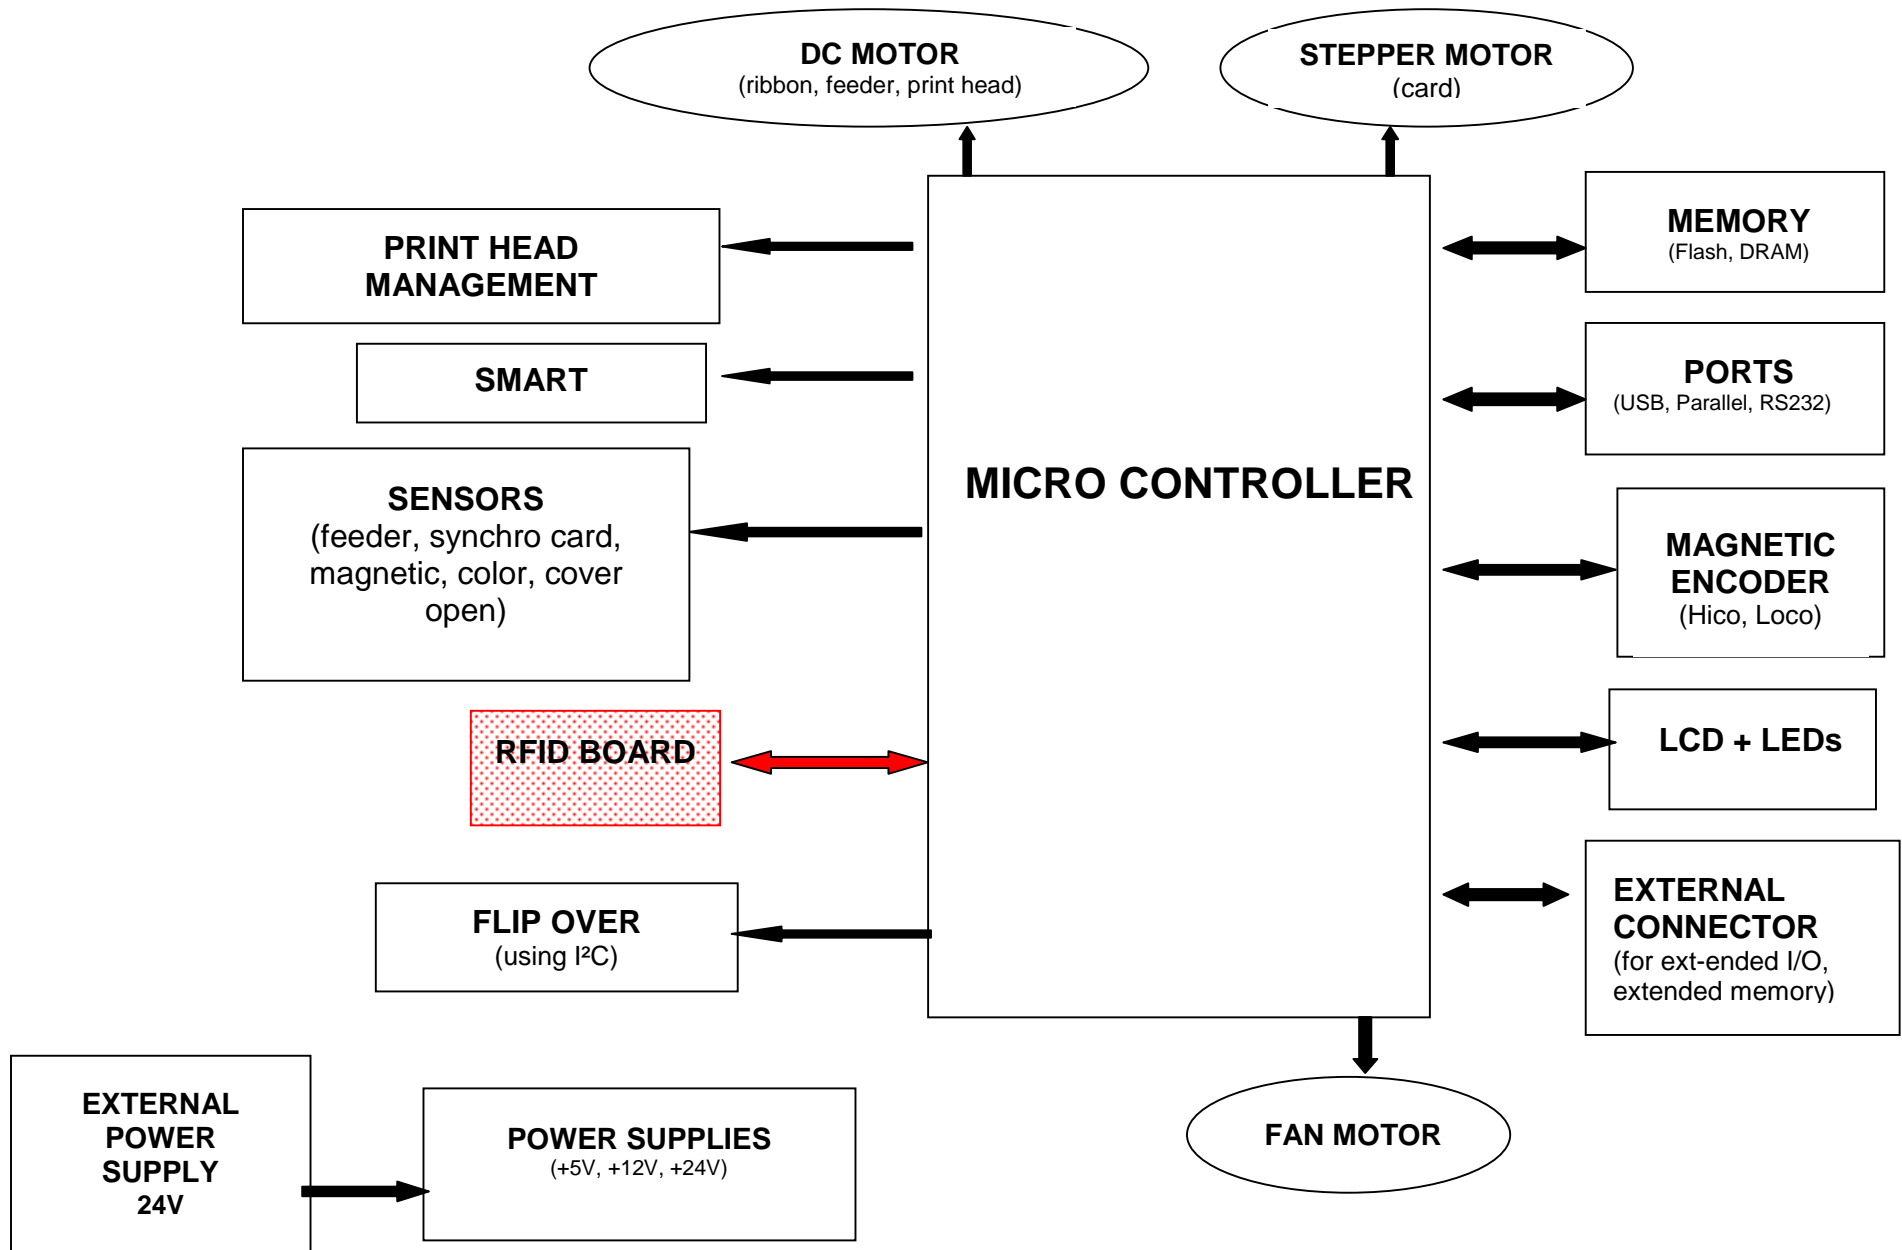 DC MOTOR
(ribbon, feeder, print head)
STEPPER MOTOR
(card)
PRINT HEAD
MANAGEMENT
SMART
SENSORS
(feeder, synchro card,
magnetic, color, cover
open)
RFID BOARD
FLIP OVER
(using I²C)
MICRO CONTROLLER
MEMORY
(Flash, DRAM)
PORTS
(USB, Parallel, RS232)
MAGNETIC
ENCODER
(Hico, Loco)
LCD + LEDs
EXTERNAL
CONNECTOR
(for ext-ended I/O,
extended memory)
EXTERNAL
POWER
SUPPLY
24V
POWER SUPPLIES
(+5V, +12V, +24V)
FAN MOTOR